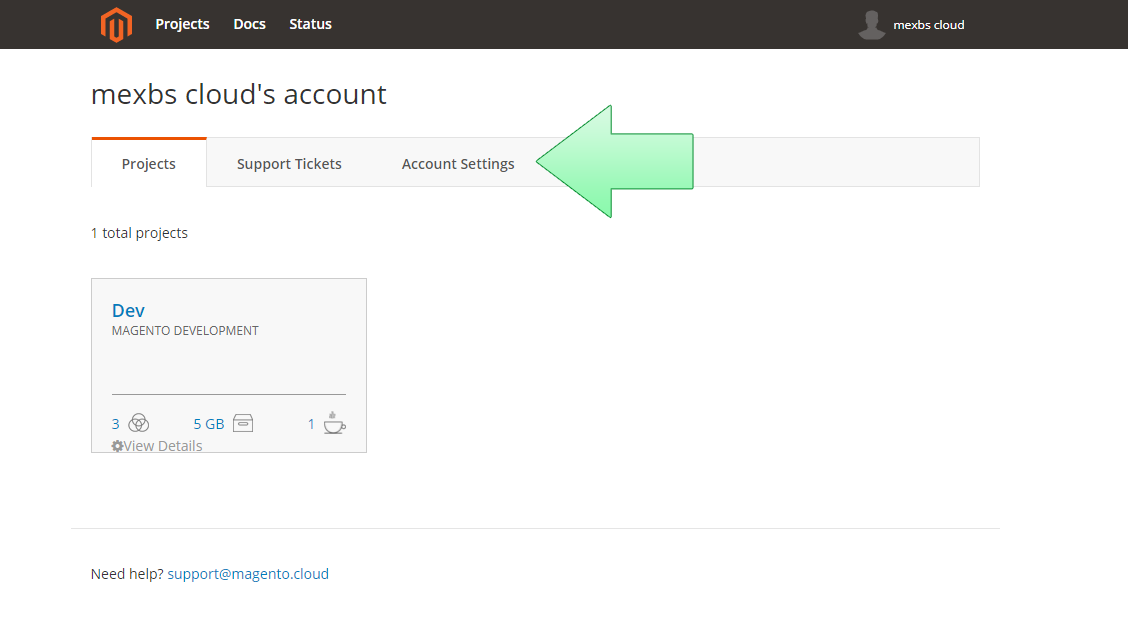 Projects Docs Status mexbs cloud
mexbs cloud's account
Projects Support Tickets Account Settings
1 total projects
Dev
MAGENTO DEVELOPMENT
3 5 GB 1
View Details
Need help? support@magento.cloud